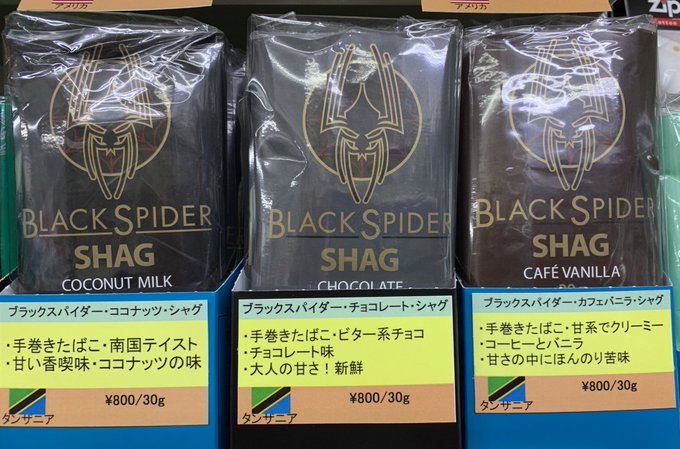 アメリカ
アメリカ
Zip
BLACK SPIDER
SHAG
COCONUT MILK
BLACK SPIDER
SHAG
CHOCOLATE
BLACK SPIDER
SHAG
CAFÉ VANILLA
ブラックスパイダー・ココナッツ・シャグ
・手巻きたばこ・南国テイスト
・甘い香喫味・ココナッツの味
¥800/30g
タンザニア
ブラックスパイダー・チョコレート・シャグ
・手巻きたばこ・ビター系チョコ
・チョコレート味
・大人の甘さ！新鮮
¥800/30g
タンザニア
ブラックスパイダー・カフェバニラ・シャグ
・手巻きたばこ・甘系でクリーミー
・コーヒーとバニラ
・甘さの中にほんのり苦味
¥800/30g
タンザニア